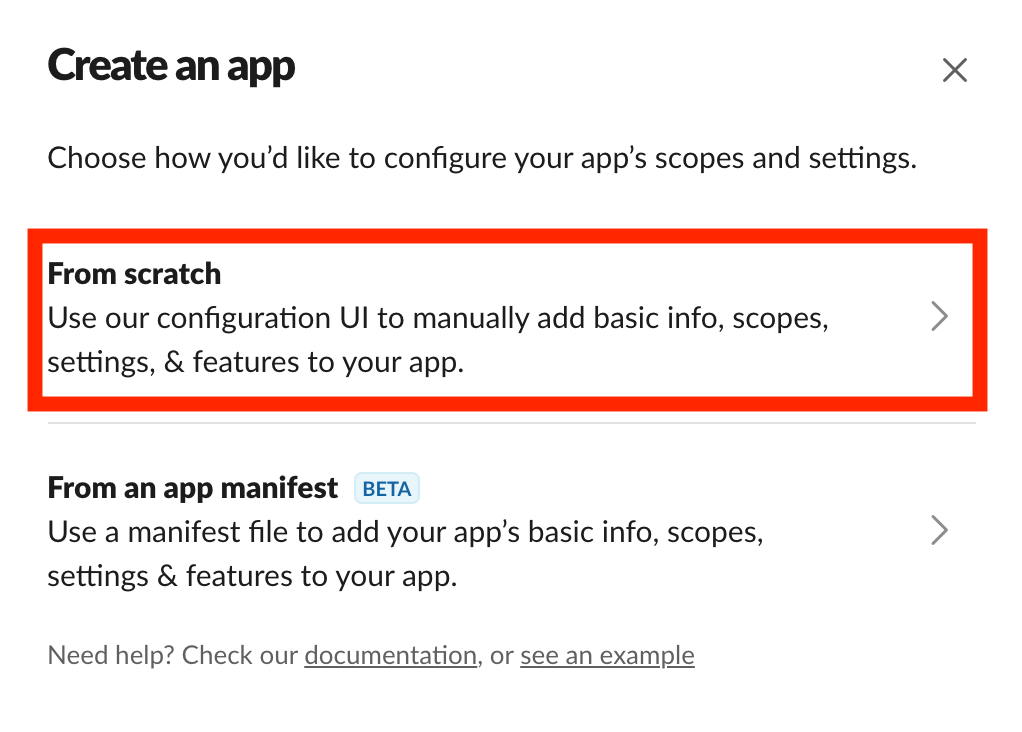 Create an app
Choose how you’d like to configure your app’s scopes and settings.
From scratch
Use our configuration UI to manually add basic info, scopes,
settings, & features to your app.
From an app manifest BETA
Use a manifest file to add your app’s basic info, scopes,
settings & features to your app.
Need help? Check our documentation, or see an example